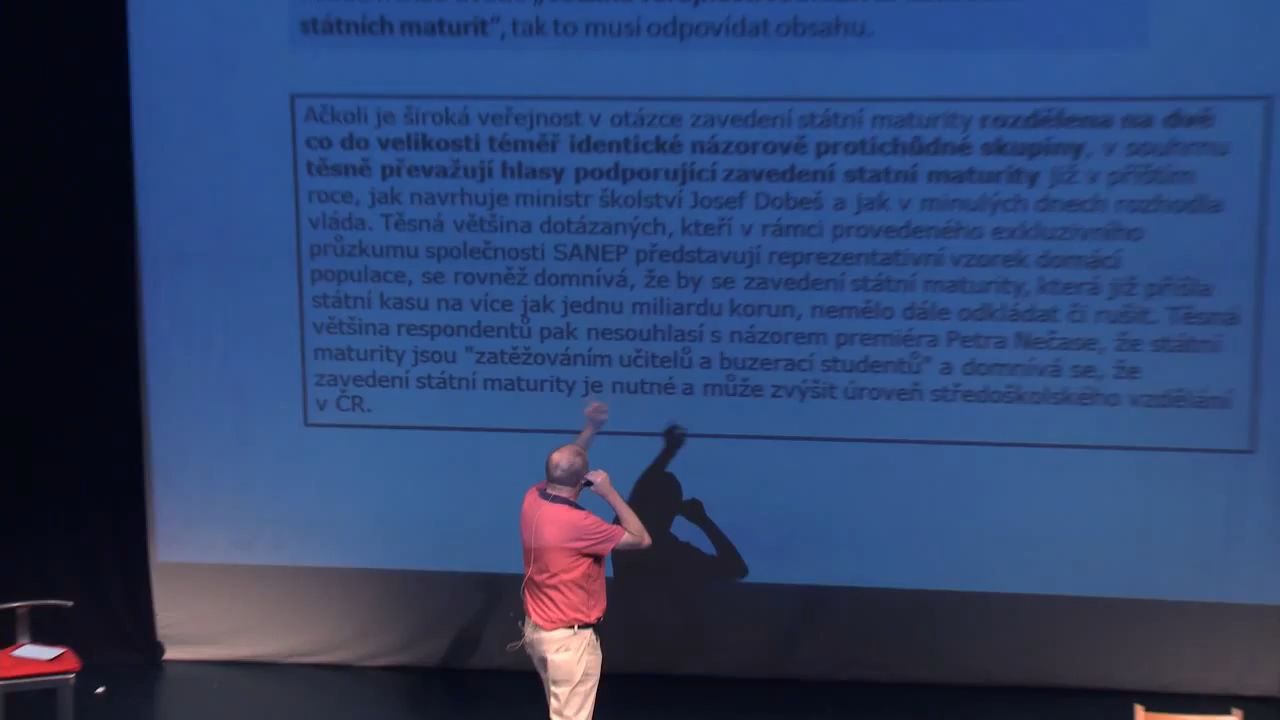 státních maturit“, tak to musí odpovídat obsahu.
Ačkoli je široká veřejnost v otázce zavedení státní maturity rozdělena na dvě
co do velikosti téměř identické názorově protichůdné skupiny, v souhrnu
těsně převažují hlasy podporující zavedení statní maturity již v příštím
roce, jak navrhuje ministr školství Josef Dobeš a jak v minulých dnech rozhodla
vláda. Těsná většina dotázaných, kteří v rámci provedeného exkluzivního
průzkumu společnosti SANEP představují reprezentativní vzorek domácí
populace, se rovněž domnívá, že by se zavedení státní maturity, která již přišla
státní kasu na více jak jednu miliardu korun, nemělo dále odkládat či rušit. Těsná
většina respondentů pak nesouhlasí s názorem premiéra Petra Nečase, že státní
maturity jsou "zatěžováním učitelů a buzerací studentů" a domnívá se, že
zavedení státní maturity je nutné a může zvýšit úroveň středoškolského vzdělání
v ČR.